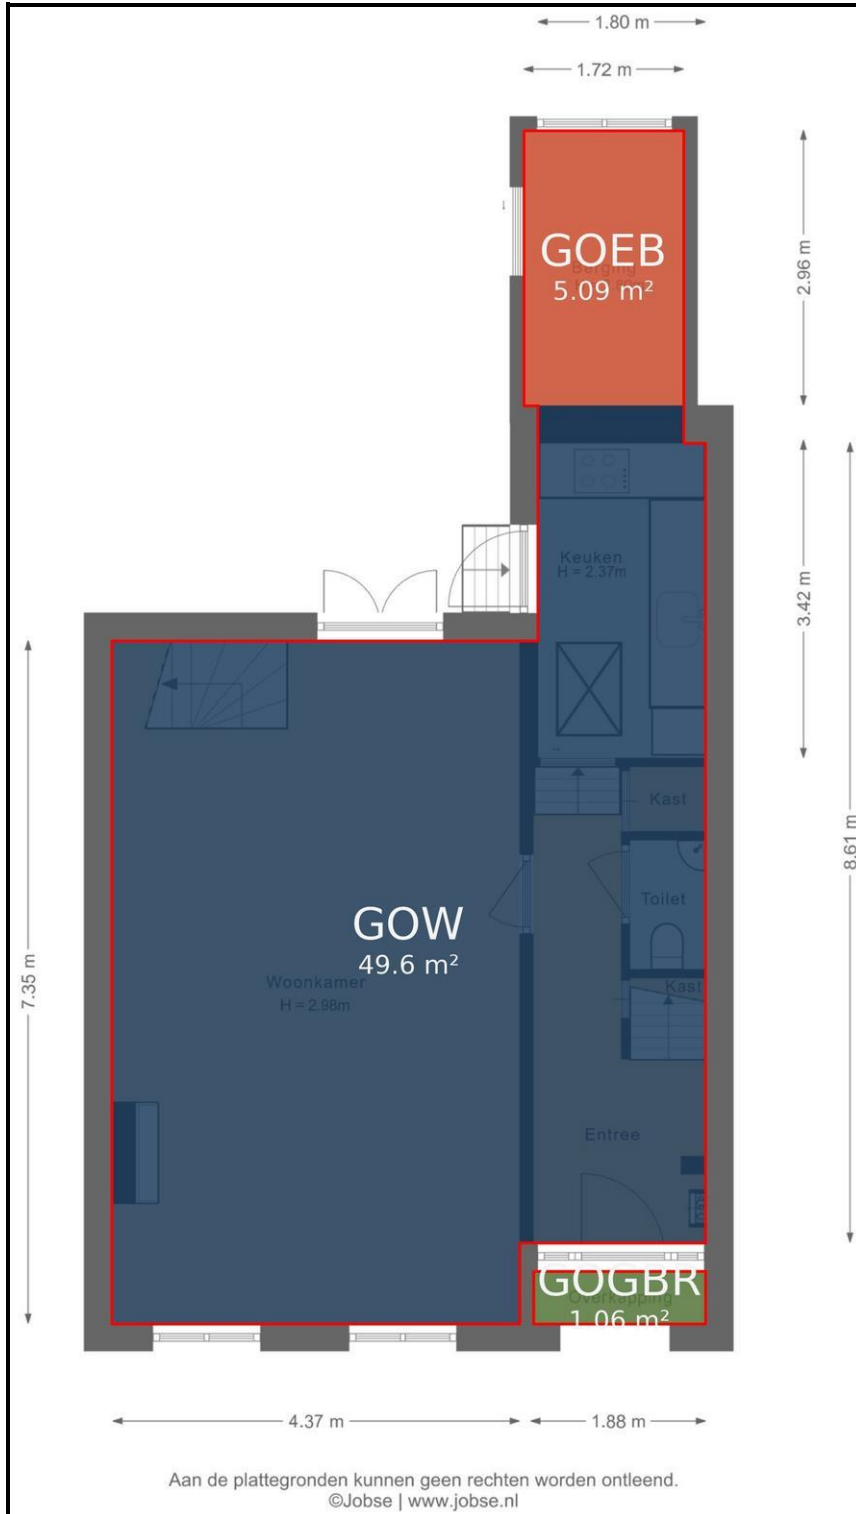 1.80 m
1.72 m
2.96 m
GOEB
Berging
5.09 m²
Keuken
H = 2.37m
3.42 m
8.61 m
Kast
Toilet
Kast
GOW
49.6 m²
Woonkamer
H = 2.98m
7.35 m
Entree
GOGBR
Overkapping
1.06 m²
4.37 m
1.88 m
Aan de plattegronden kunnen geen rechten worden ontleend.
©Jobse | www.jobse.nl